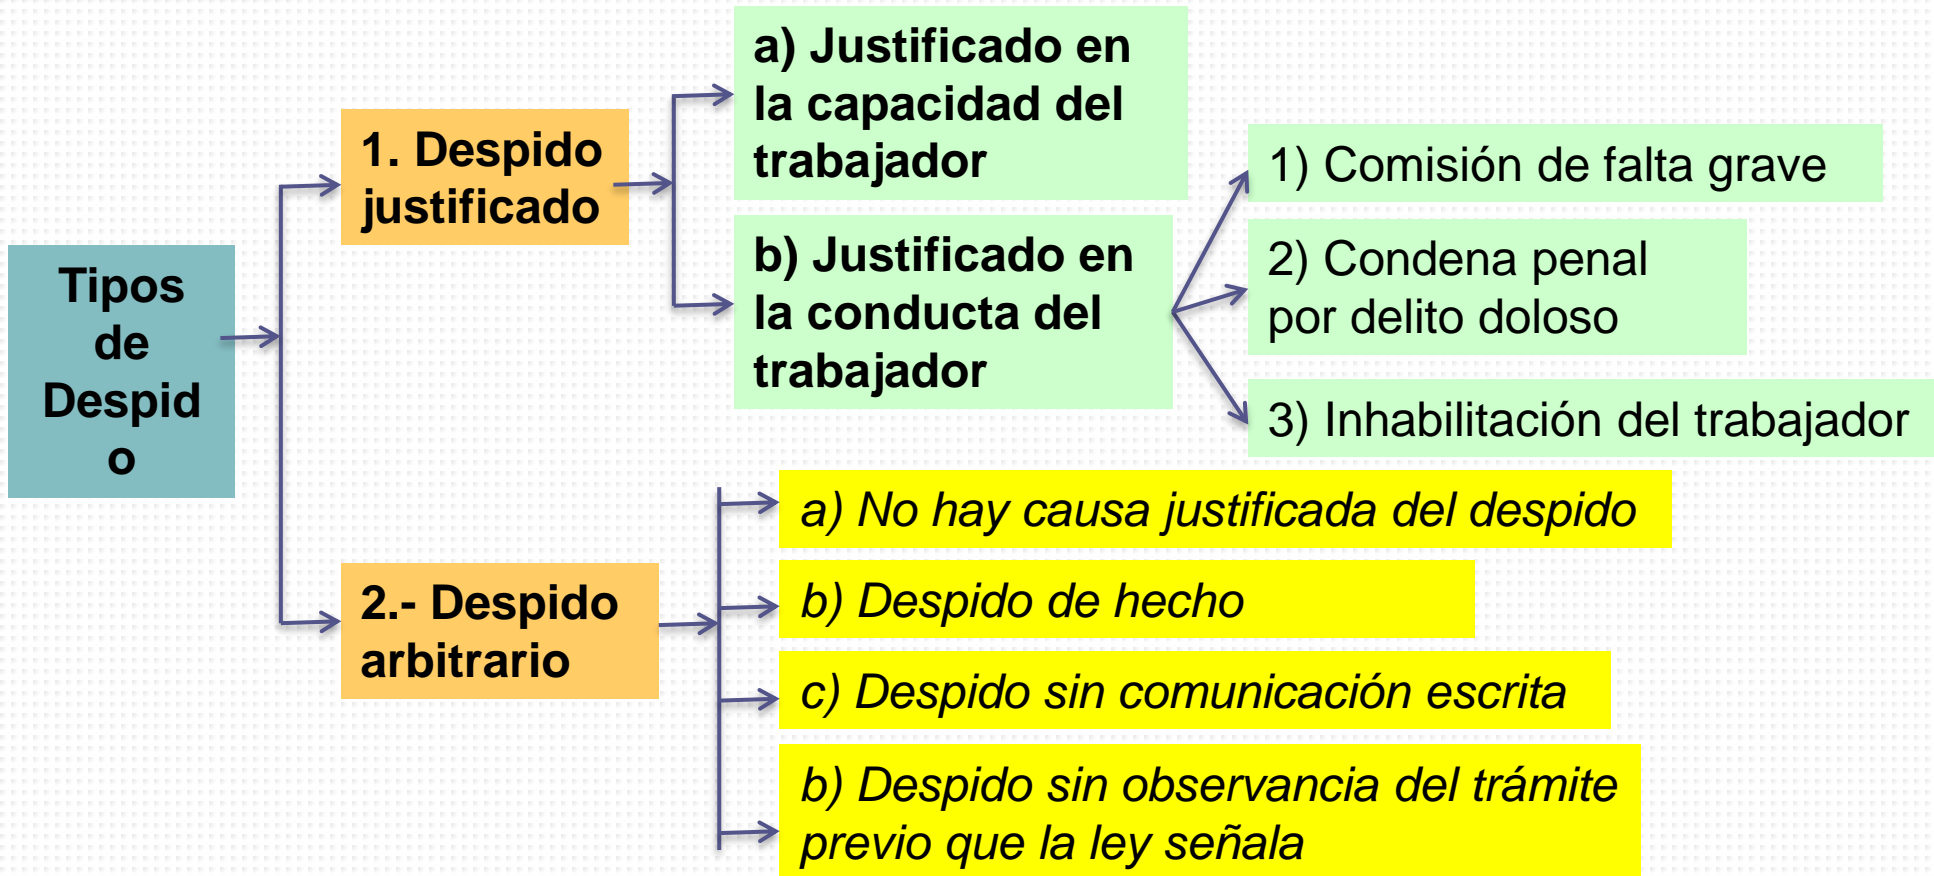 Tipos
de
Despid
o
1. Despido
justificado
a) Justificado en
la capacidad del
trabajador
b) Justificado en
la conducta del
trabajador
1) Comisión de falta grave
2) Condena penal
por delito doloso
3) Inhabilitación del trabajador
2.- Despido
arbitrario
a) No hay causa justificada del despido
b) Despido de hecho
c) Despido sin comunicación escrita
b) Despido sin observancia del trámite
previo que la ley señala